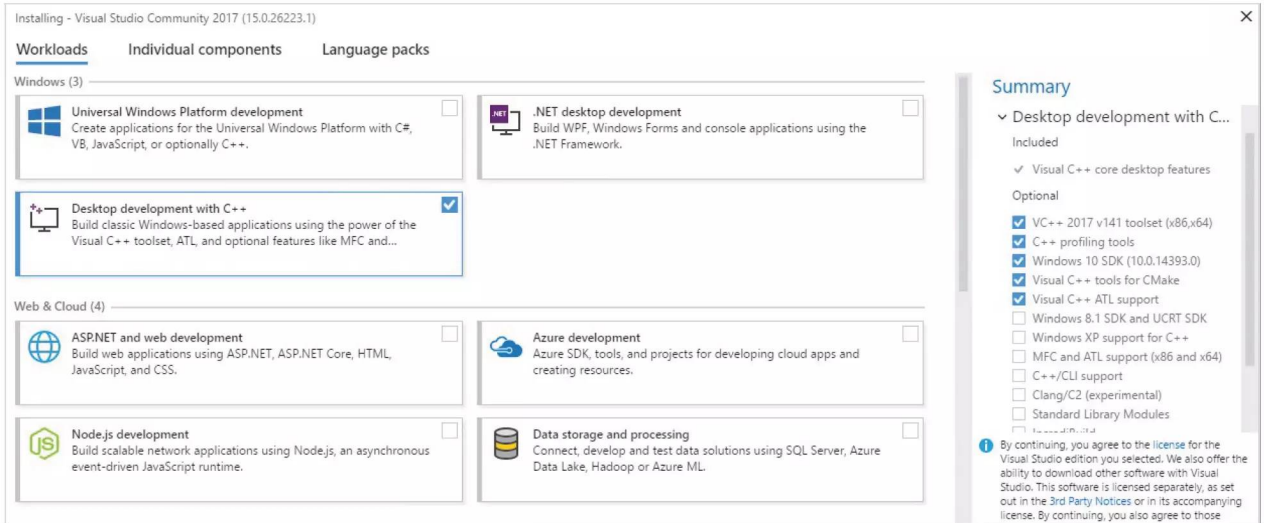 Installing - Visual Studio Community 2017 (15.0.26223.1)
Workloads
Individual components
Language packs
Windows (3)
Universal Windows Platform development
Create applications for the Universal Windows Platform with C#,
VB, JavaScript, or optionally C++.
.NET
.NET desktop development
Build WPF, Windows Forms and console applications using the
.NET Framework.
Desktop development with C++
Build classic Windows-based applications using the power of the
Visual C++ toolset, ATL, and optional features like MFC and...
Web & Cloud (4)
ASP.NET and web development
Build web applications using ASP.NET, ASP.NET Core, HTML,
JavaScript, and CSS.
Azure development
Azure SDK, tools, and projects for developing cloud apps and
creating resources.
JS
Node.js development
Build scalable network applications using Node.js, an asynchronous
event-driven JavaScript runtime.
Data storage and processing
Connect, develop and test data solutions using SQL Server, Azure
Data Lake, Hadoop or Azure ML.
Summary
Desktop development with C...
Included
Visual C++ core desktop features
Optional
VC++ 2017 v141 toolset (x86,x64)
C++ profiling tools
Windows 10 SDK (10.0.14393.0)
Visual C++ tools for CMake
Visual C++ ATL support
Windows 8.1 SDK and UCRT SDK
Windows XP support for C++
MFC and ATL support (x86 and x64)
C++/CLI support
Clang/C2 (experimental)
Standard Library Modules
By continuing, you agree to the license for the
Visual Studio edition you selected. We also offer the
ability to download other software with Visual
Studio. This software is licensed separately, as set
out in the 3rd Party Notices or in its accompanying
license. By continuing, you also agree to those